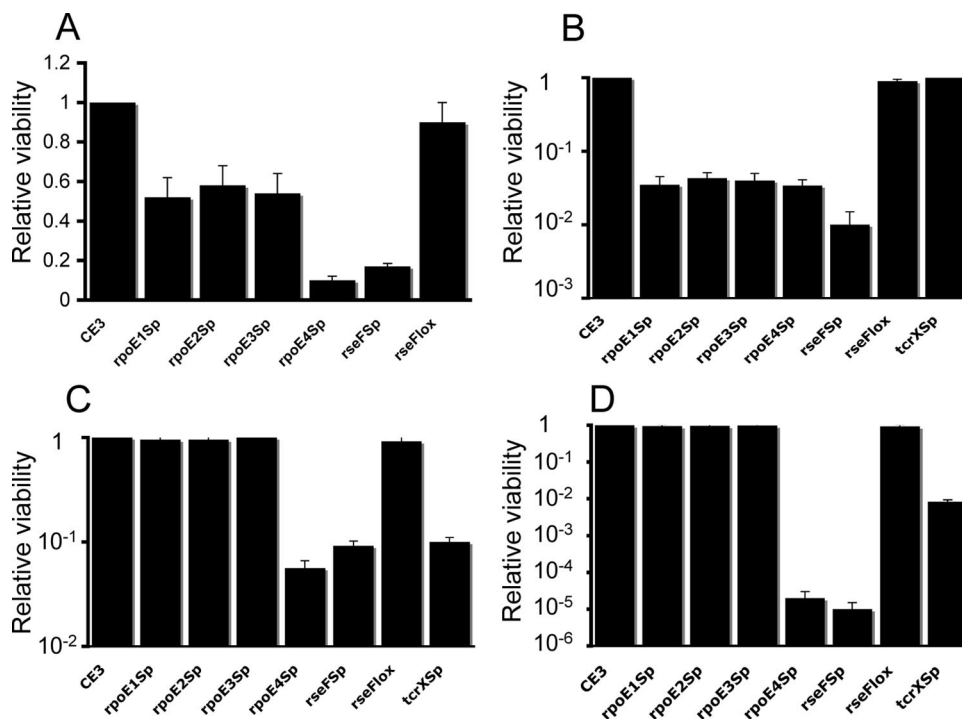 A
Relative viability
1.2
1
0.8
0.6
0.4
0.2
0
CE3
rpoE1Sp
rpoE2Sp
rpoE3Sp
rpoE4Sp
rseFSp
rseFlox
B
Relative viability
1
10-1
10-2
10-3
CE3
rpoE1Sp
rpoE2Sp
rpoE3Sp
rpoE4Sp
rseFSp
rseFlox
tcrXSp
C
Relative viability
1
10-1
10-2
CE3
rpoE1Sp
rpoE2Sp
rpoE3Sp
rpoE4Sp
rseFSp
rseFlox
tcrXSp
D
Relative viability
1
10-1
10-2
10-3
10-4
10-5
10-6
CE3
rpoE1Sp
rpoE2Sp
rpoE3Sp
rpoE4Sp
rseFSp
rseFlox
tcrXSp